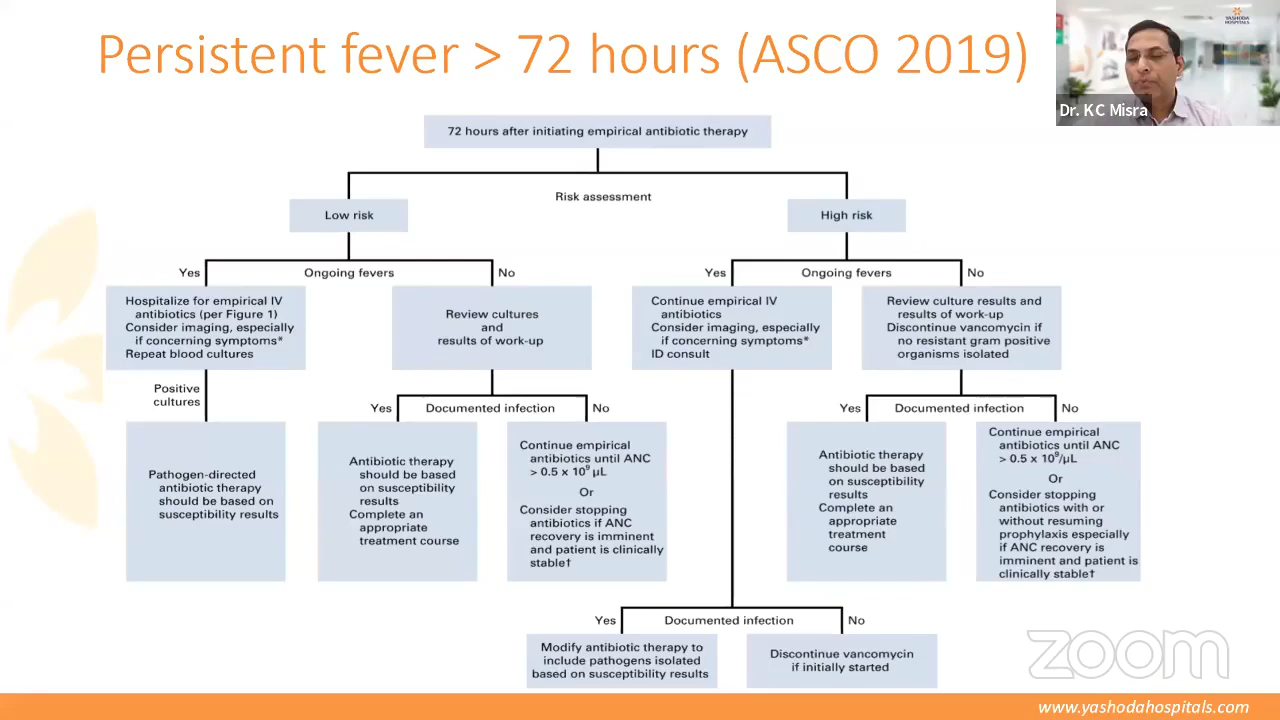 Persistent fever > 72 hours (ASCO 2019)
YASHODA
HOSPITALS
Dr. KC Misra
72 hours after initiating empirical antibiotic therapy
Risk assessment
Low risk
High risk
Yes
Ongoing fevers
No
Yes
Ongoing fevers
No
Hospitalize for empirical IV
antibiotics (per Figure 1)
Consider imaging, especially
if concerning symptoms*
Repeat blood cultures
Review cultures
and
results of work-up
Continue empirical IV
antibiotics
Consider imaging, especially
if concerning symptoms*
ID consult
Review culture results and
results of work-up
Discontinue vancomycin if
no resistant gram positive
organisms isolated
Positive
cultures
Yes
Documented infection
No
Yes
Documented infection
No
Pathogen-directed
antibiotic therapy
should be based on
susceptibility results
Antibiotic therapy
should be based
on susceptibility
results
Complete an
appropriate
treatment course
Continue empirical
antibiotics until ANC
> 0.5 x 10⁹ µL
Or
Consider stopping
antibiotics if ANC
recovery is imminent
and patient is clinically
stable†
Antibiotic therapy
should be based
on susceptibility
results
Complete an
appropriate
treatment
course
Continue empirical
antibiotics until ANC
> 0.5 x 10⁹/µL
Or
Consider stopping
antibiotics with or
without resuming
prophylaxis especially
if ANC recovery is
imminent and patient is
clinically stable†
Yes
Documented infection
No
Modify antibiotic therapy to
include pathogens isolated
based on susceptibility results
Discontinue vancomycin
if initially started
zoom
www.yashodahospitals.com